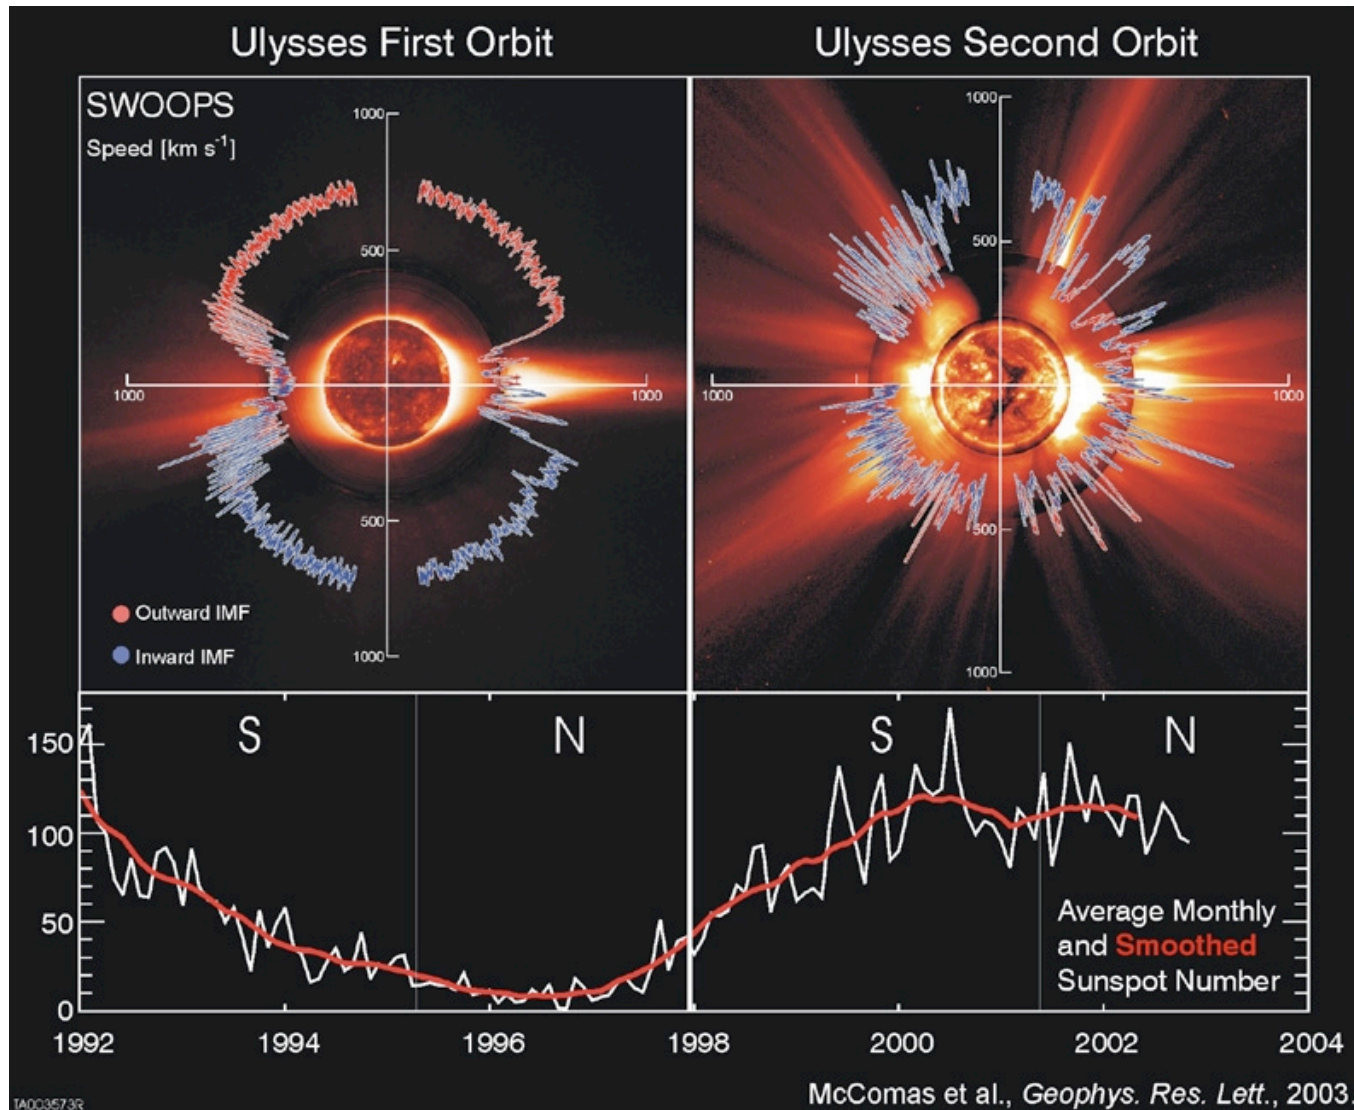 Ulysses First Orbit
Ulysses Second Orbit
SWOOPS
Speed [km s⁻¹]
1000
500
1000
1000
500
1000
Outward IMF
Inward IMF
1000
500
1000
1000
500
1000
S
N
S
N
150
100
50
0
Average Monthly
and Smoothed
Sunspot Number
1992
1994
1996
1998
2000
2002
2004
McComas et al., Geophys. Res. Lett., 2003.
TA003573R